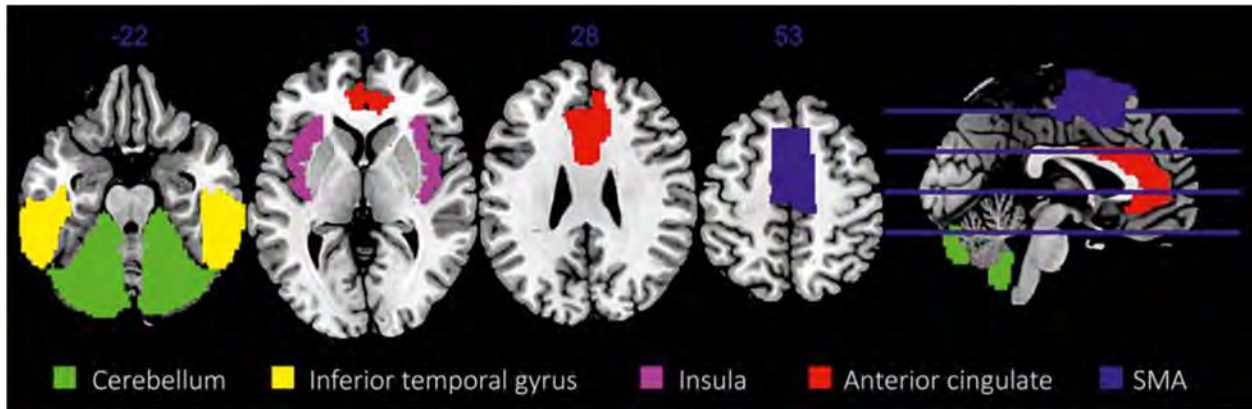 -22 3 28 53
Cerebellum Inferior temporal gyrus Insula Anterior cingulate SMA